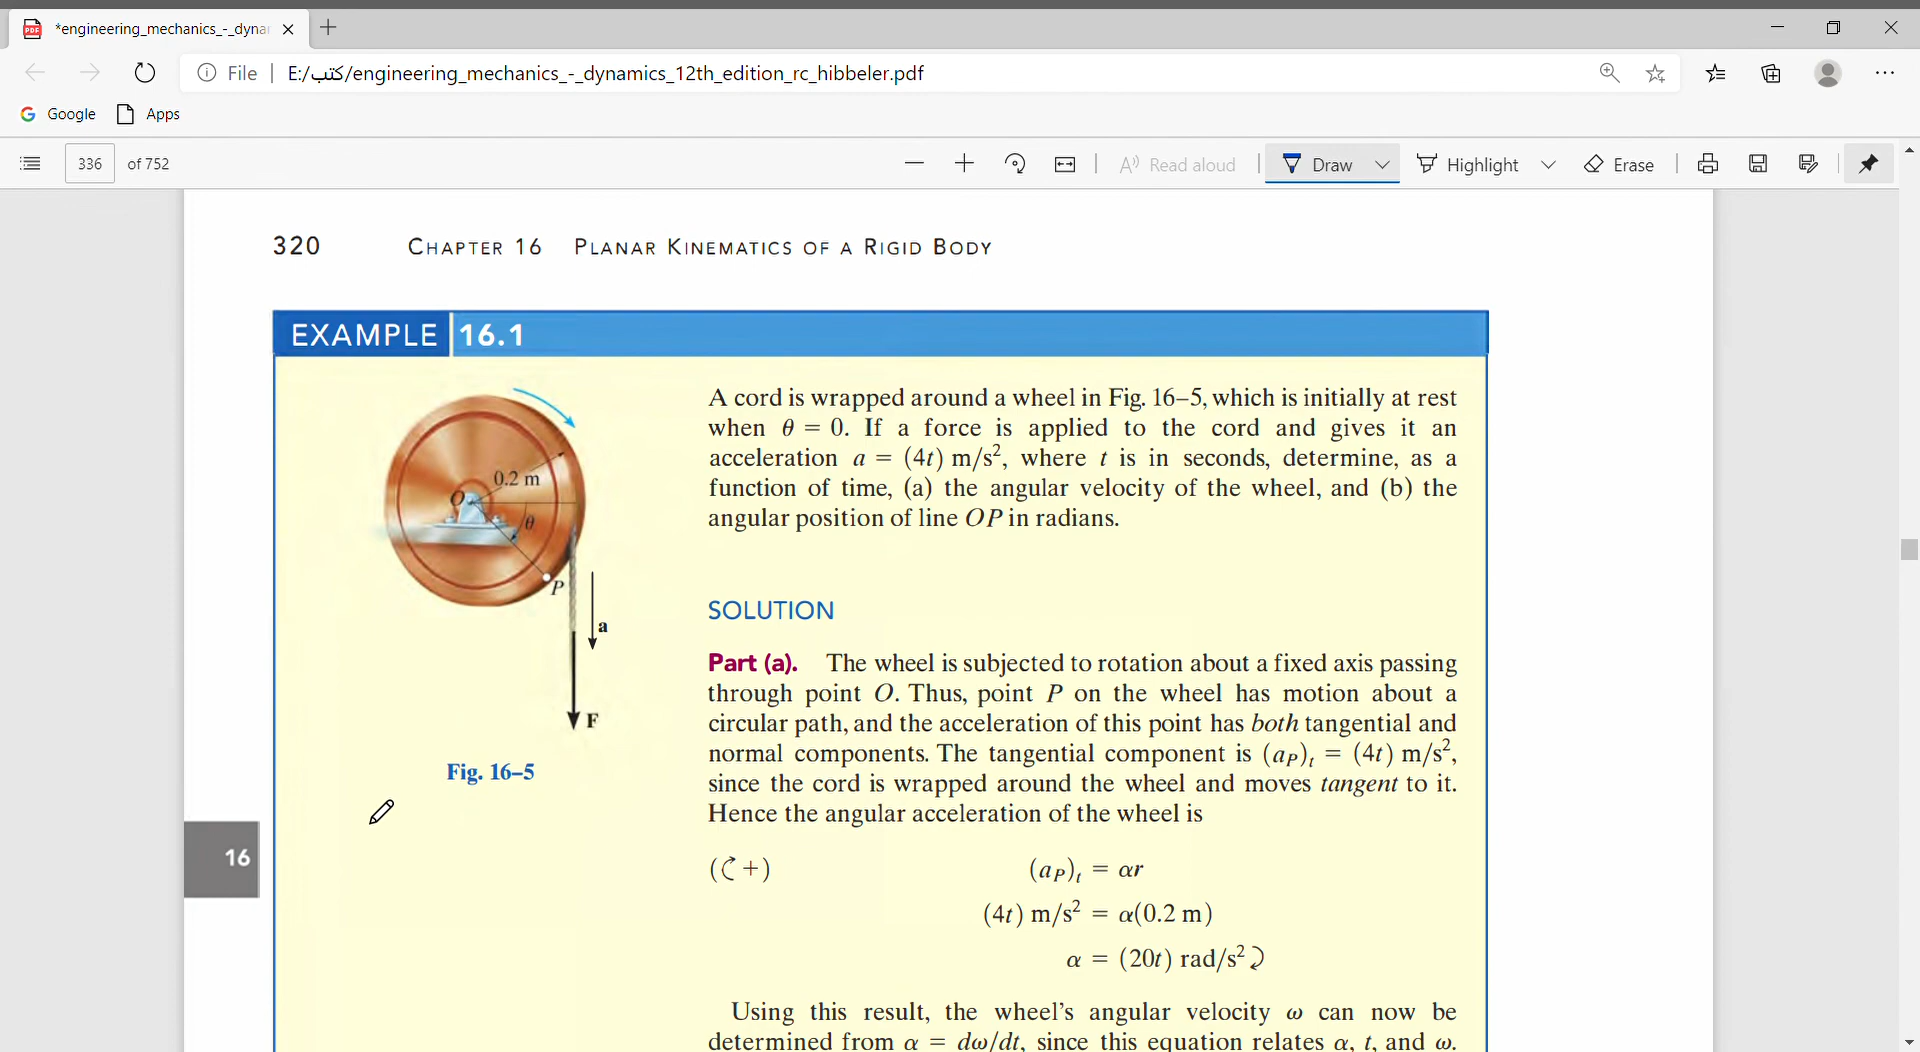 *engineering_mechanics_-_dyna
File | E:/كتب/engineering_mechanics_-_dynamics_12th_edition_rc_hibbeler.pdf
Google Apps
336 of 752 Read aloud Draw Highlight Erase
320 CHAPTER 16 PLANAR KINEMATICS OF A RIGID BODY
EXAMPLE 16.1
0.2 m
O
θ
P
a
F
Fig. 16–5
16
A cord is wrapped around a wheel in Fig. 16–5, which is initially at rest
when θ = 0. If a force is applied to the cord and gives it an
acceleration a = (4t) m/s², where t is in seconds, determine, as a
function of time, (a) the angular velocity of the wheel, and (b) the
angular position of line OP in radians.
SOLUTION
Part (a). The wheel is subjected to rotation about a fixed axis passing
through point O. Thus, point P on the wheel has motion about a
circular path, and the acceleration of this point has both tangential and
normal components. The tangential component is (aP)t = (4t) m/s²,
since the cord is wrapped around the wheel and moves tangent to it.
Hence the angular acceleration of the wheel is
(↻+) (aP)t = αr
(4t) m/s² = α(0.2 m)
α = (20t) rad/s² ↻
Using this result, the wheel's angular velocity ω can now be
determined from α = dω/dt, since this equation relates α, t, and ω.